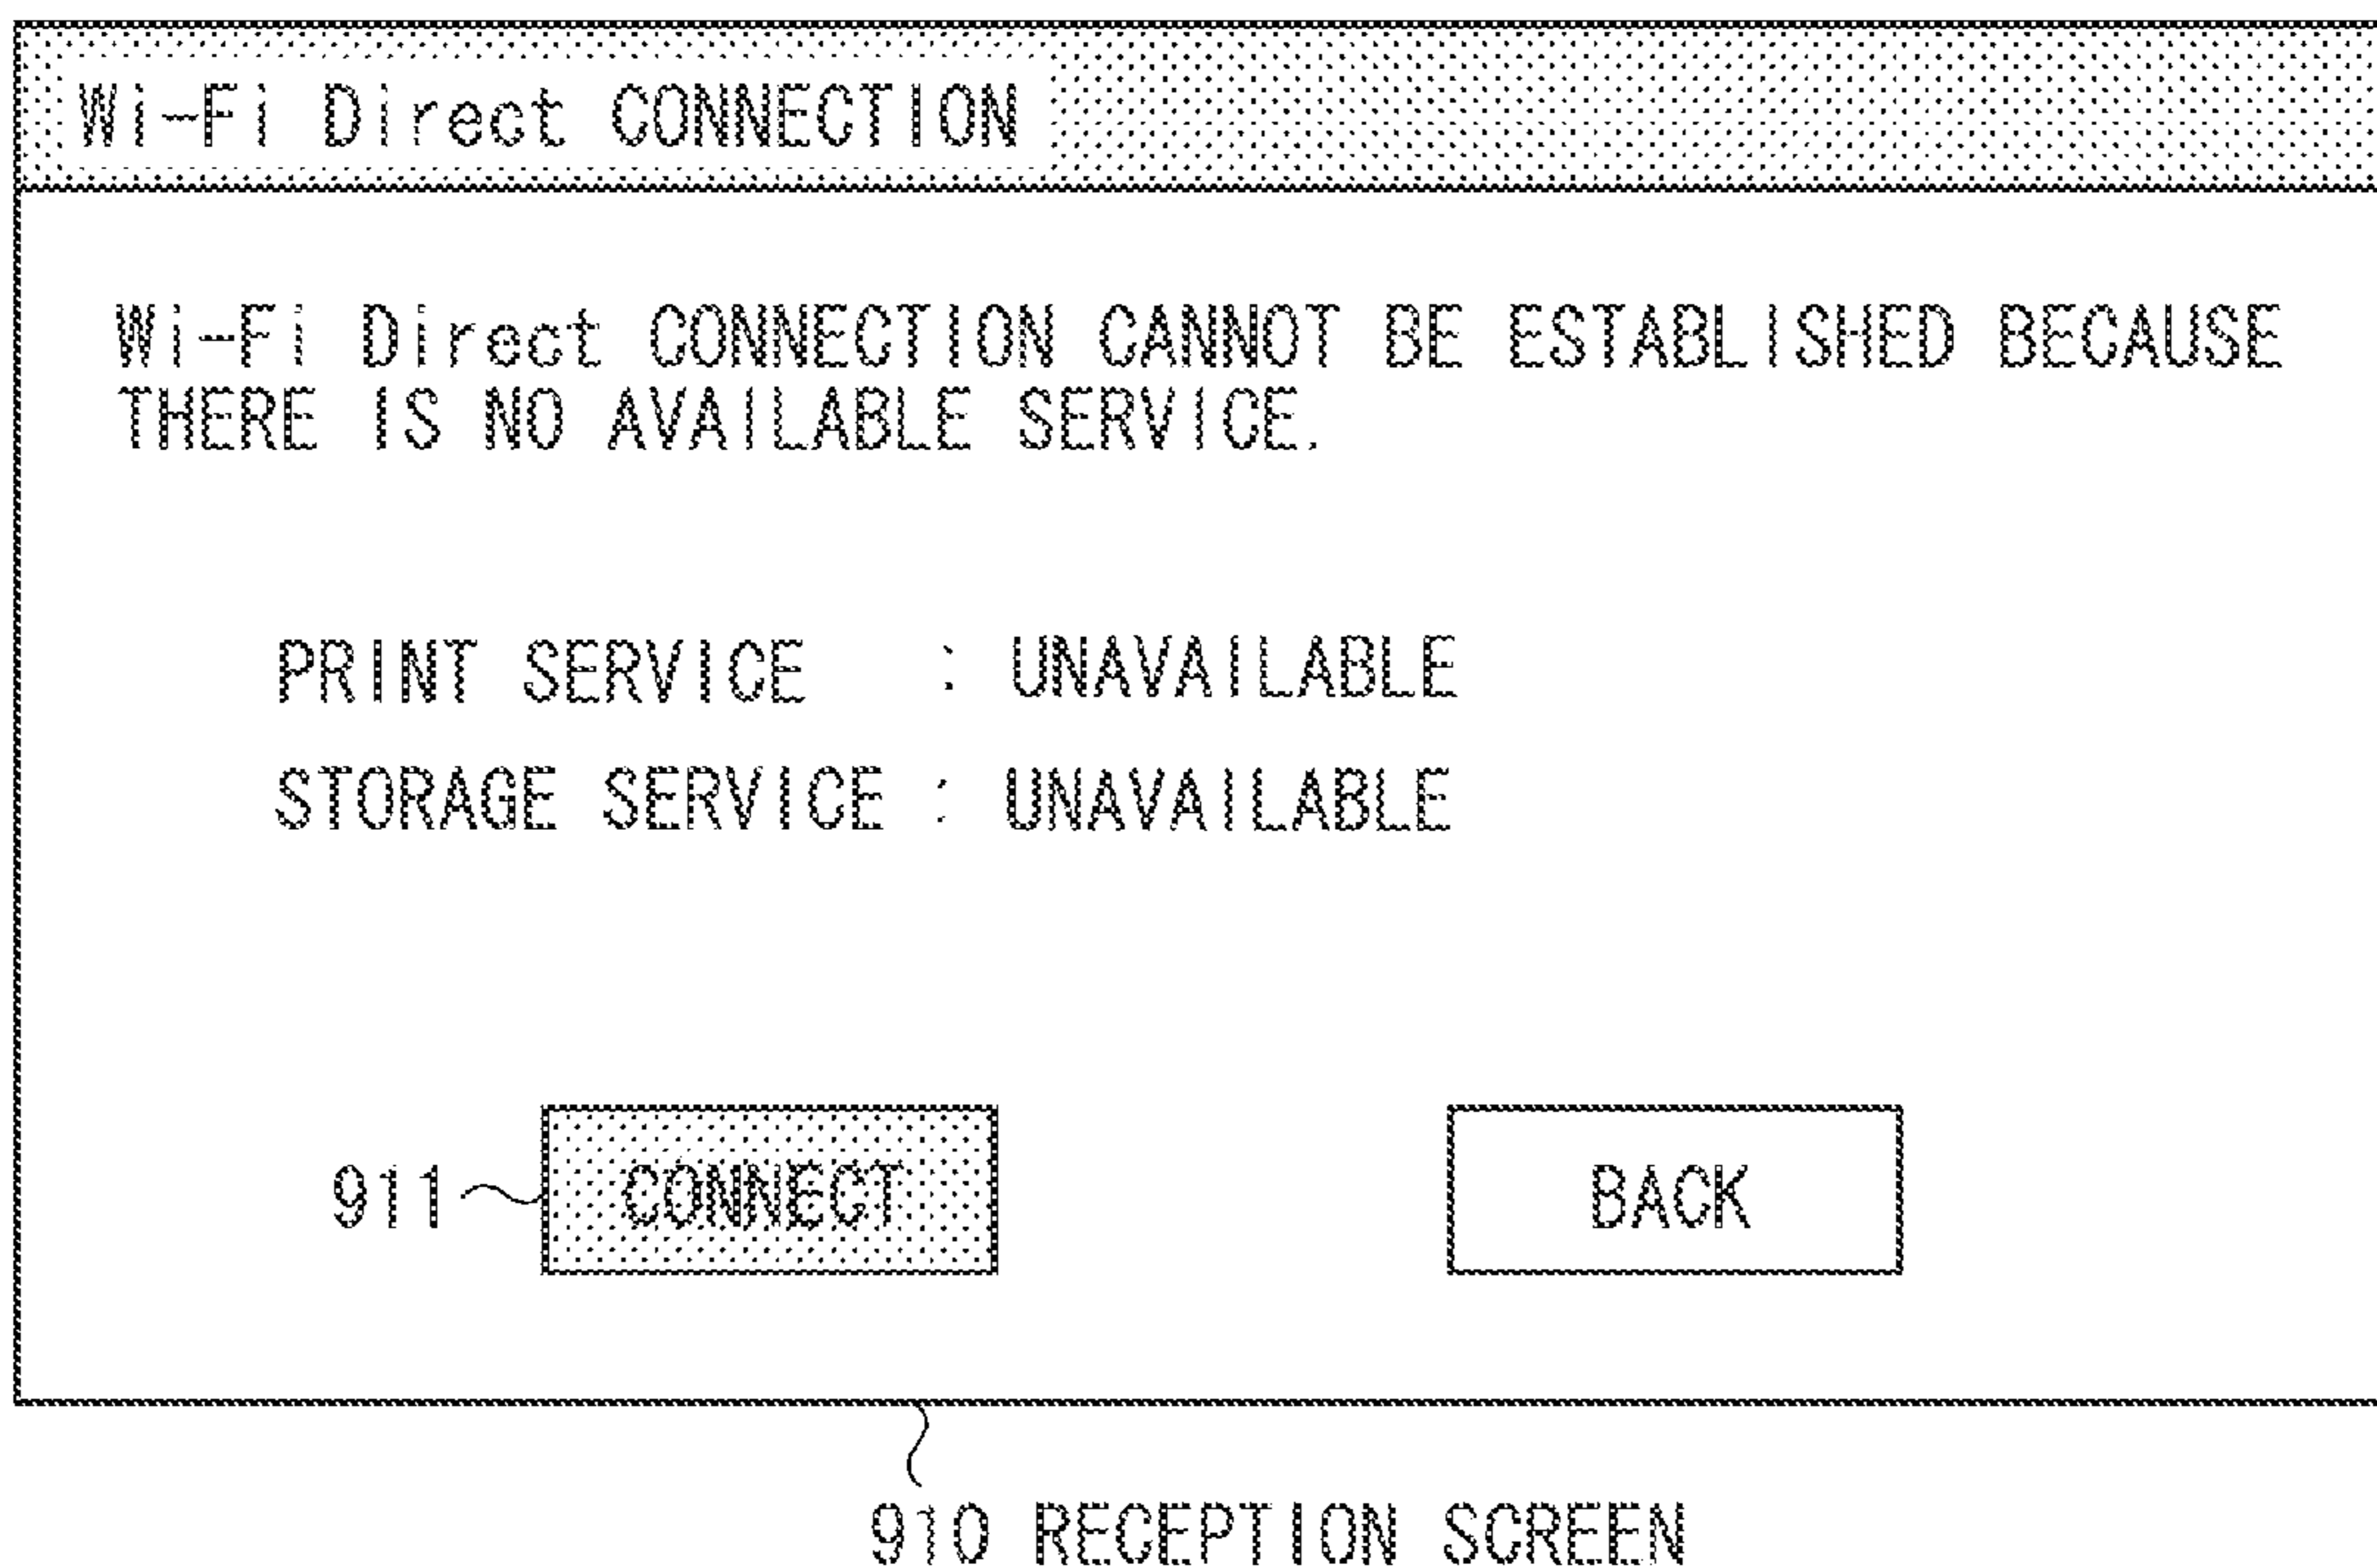 Wi-Fi Direct CONNECTION
Wi-Fi Direct CONNECTION CANNOT BE ESTABLISHED BECAUSE
THERE IS NO AVAILABLE SERVICE.
PRINT SERVICE : UNAVAILABLE
STORAGE SERVICE : UNAVAILABLE
911 CONNECT BACK
910 RECEPTION SCREEN